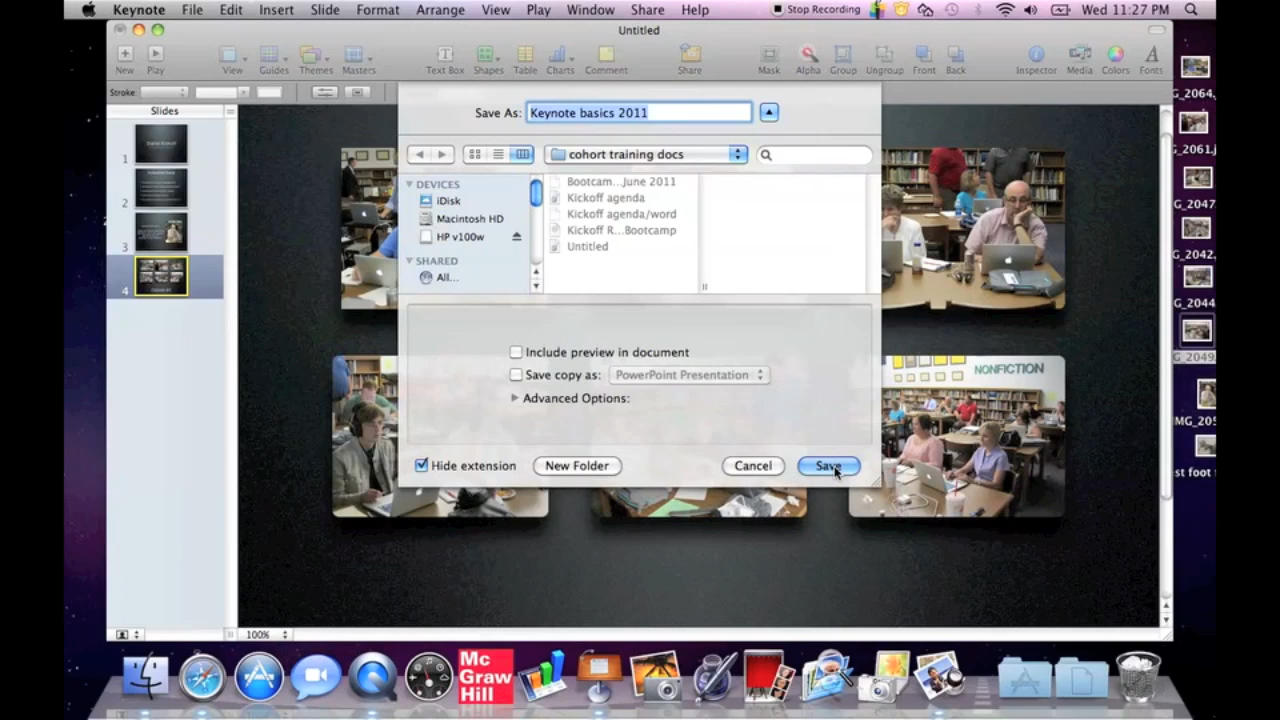 Keynote File Edit Insert Slide Format Arrange View Play Window Share Help Stop Recording Wed 11:27 PM
Untitled
New Play View Guides Themes Masters Text Box Shapes Table Charts Comment Share Mask Alpha Group Ungroup Front Back Inspector Media Colors Fonts
Stroke:
Slides
1
2
3
4
Save As: Keynote basics 2011
cohort training docs
DEVICES
iDisk
Macintosh HD
HP v100w
SHARED
All...
Bootcam...June 2011
Kickoff agenda
Kickoff agenda/word
Kickoff R...Bootcamp
Untitled
Include preview in document
Save copy as: PowerPoint Presentation
Advanced Options:
Hide extension New Folder Cancel Save
NONFICTION
100%
G_2064,
_2061.j
G_2047
G_2042,
G_2044
G_2049
MG_205
st foot
Mc
Graw
Hill